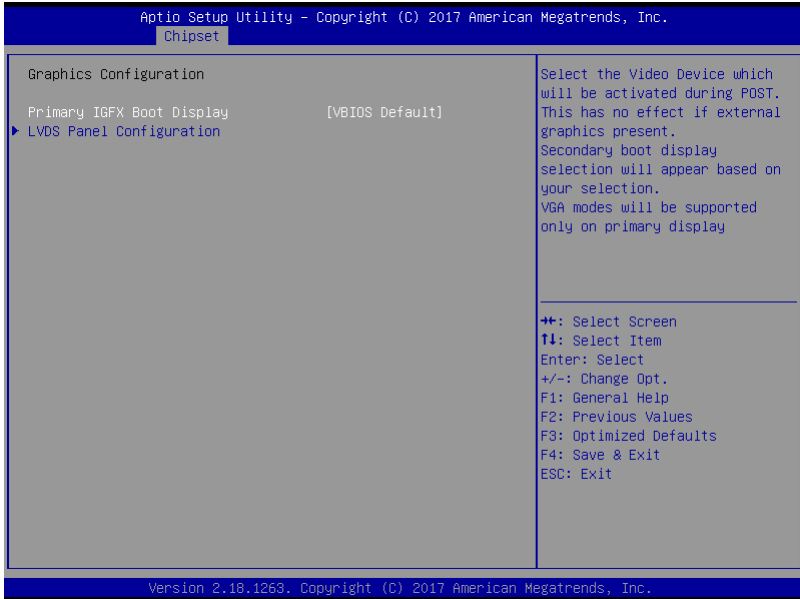 Aptio Setup Utility – Copyright (C) 2017 American Megatrends, Inc.
Chipset
Graphics Configuration
Primary IGFX Boot Display [VBIOS Default]
LVDS Panel Configuration
Select the Video Device which
will be activated during POST.
This has no effect if external
graphics present.
Secondary boot display
selection will appear based on
your selection.
VGA modes will be supported
only on primary display
→←: Select Screen
↑↓: Select Item
Enter: Select
+/-: Change Opt.
F1: General Help
F2: Previous Values
F3: Optimized Defaults
F4: Save & Exit
ESC: Exit
Version 2.18.1263. Copyright (C) 2017 American Megatrends, Inc.